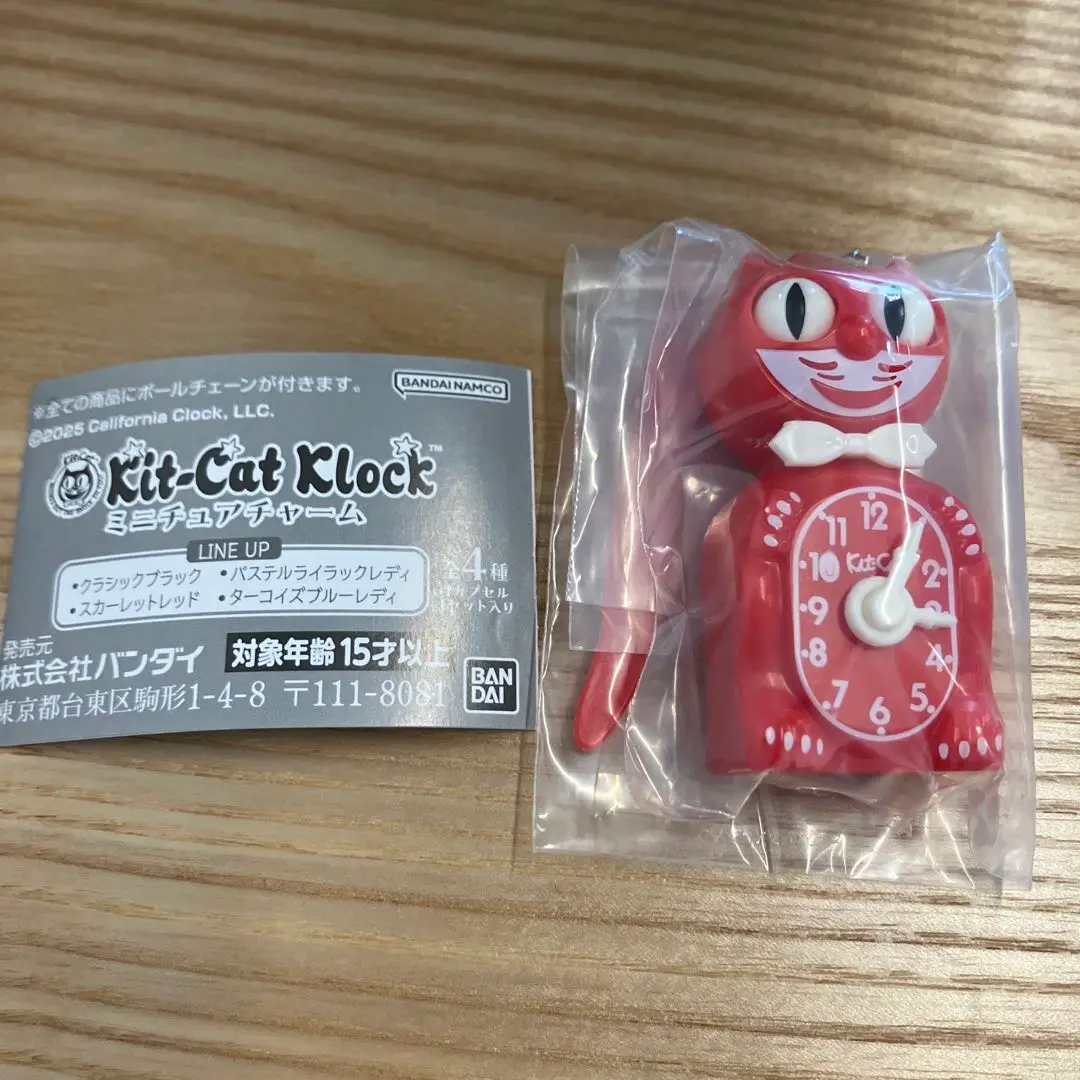 ※全ての商品にボールチェーンが付きます。
BANDAI NAMCO
©2025 California Clock, LLC.
Kit-Cat Klock™
ミニチュアチャーム
LINE UP
・クラシックブラック ・パステルライラックレディ
・スカーレットレッド ・ターコイズブルーレディ
全4種
発売元
株式会社バンダイ
対象年齢15才以上
東京都台東区駒形1-4-8 〒111-8081
BAN
DAI
11 12
10 Kit-C 2
9 3
8 4
7 6 5